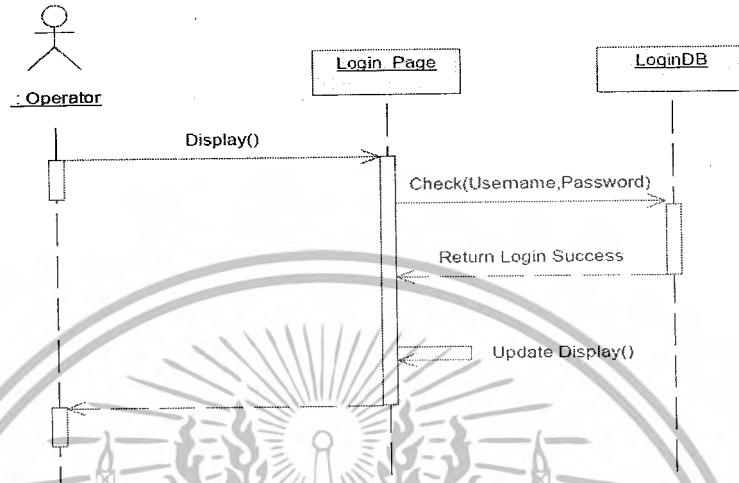 Login Page
LoginDB
: Operator
Display()
Check(Username,Password)
Return Login Success
Update Display()